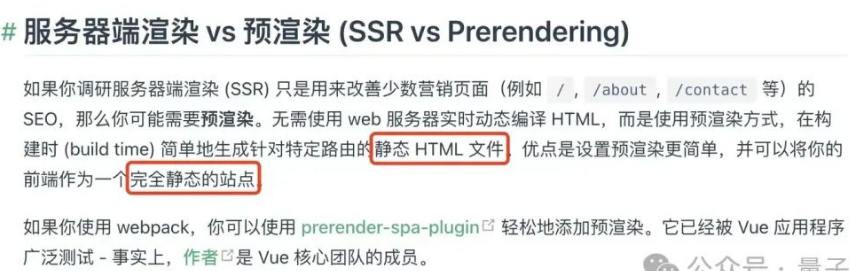 # 服务器端渲染 vs 预渲染 (SSR vs Prerendering)
如果你调研服务器端渲染 (SSR) 只是用来改善少数营销页面（例如 /, /about, /contact 等）的
SEO，那么你可能需要预渲染。无需使用 web 服务器实时动态编译 HTML，而是使用预渲染方式，在构
建时 (build time) 简单地生成针对特定路由的静态 HTML 文件。优点是设置预渲染更简单，并可以将你的
前端作为一个完全静态的站点。
如果你使用 webpack，你可以使用 prerender-spa-plugin 轻松地添加预渲染。它已经被 Vue 应用程序
广泛测试 - 事实上，作者是 Vue 核心团队的成员。
公众号 · 量子